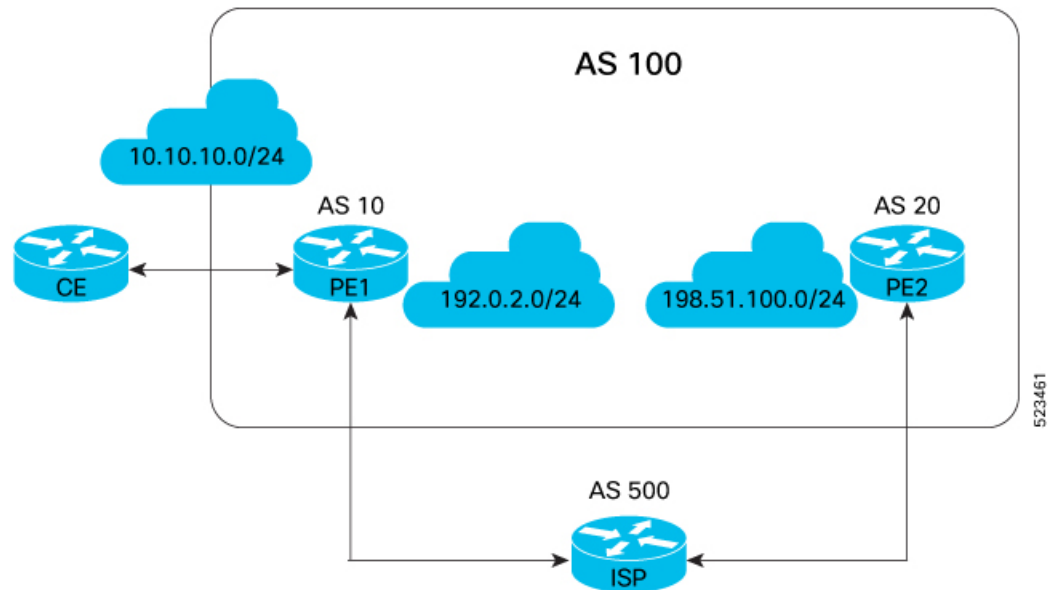 AS 100
10.10.10.0/24
AS 10
AS 20
CE
PE1
192.0.2.0/24
198.51.100.0/24
PE2
523461
AS 500
ISP